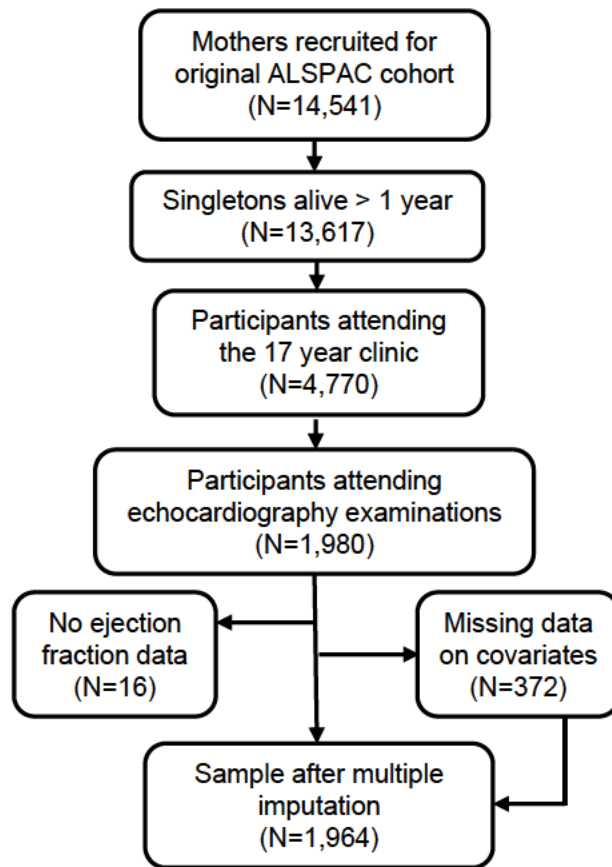 Mothers recruited for
original ALSPAC cohort
(N=14,541)
Singletons alive > 1 year
(N=13,617)
Participants attending
the 17 year clinic
(N=4,770)
Participants attending
echocardiography examinations
(N=1,980)
No ejection
fraction data
(N=16)
Missing data
on covariates
(N=372)
Sample after multiple
imputation
(N=1,964)